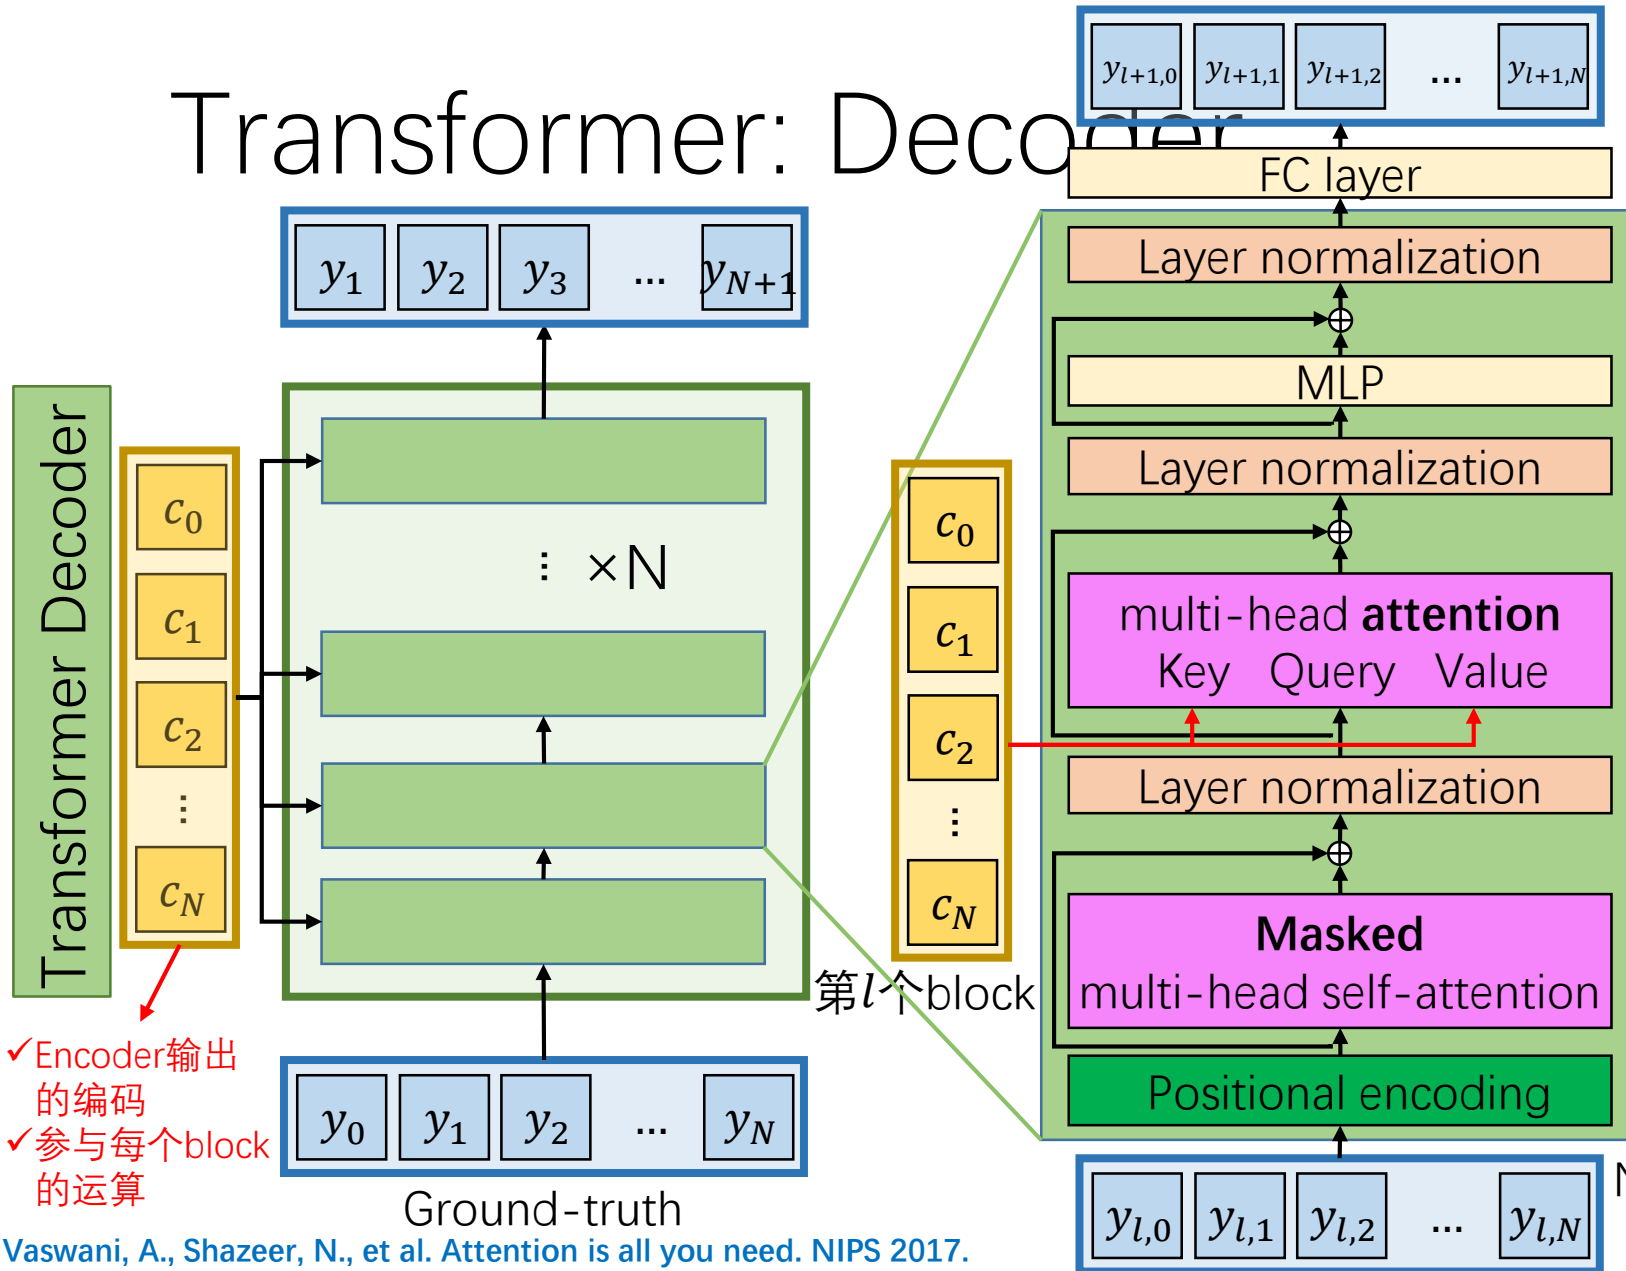 Transformer: Decoder
y_1 y_2 y_3 ... y_{N+1}
Transformer Decoder
c_0
c_1
c_2
⋮
c_N
⋮ ×N
✓Encoder输出
的编码
✓参与每个block
的运算
y_0 y_1 y_2 ... y_N
Ground-truth
Vaswani, A., Shazeer, N., et al. Attention is all you need. NIPS 2017.
第l个block
c_0
c_1
c_2
⋮
c_N
y_{l+1,0} y_{l+1,1} y_{l+1,2} ... y_{l+1,N}
FC layer
Layer normalization
MLP
Layer normalization
multi-head attention
Key Query Value
Layer normalization
Masked
multi-head self-attention
Positional encoding
y_{l,0} y_{l,1} y_{l,2} ... y_{l,N}